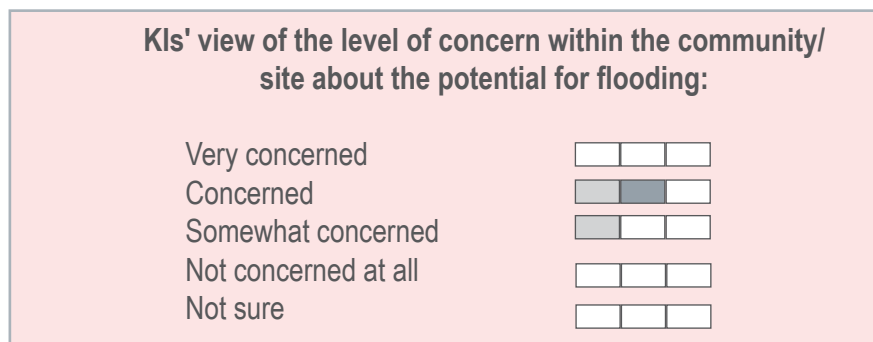 KIs' view of the level of concern within the community/
site about the potential for flooding:
Very concerned
Concerned
Somewhat concerned
Not concerned at all
Not sure